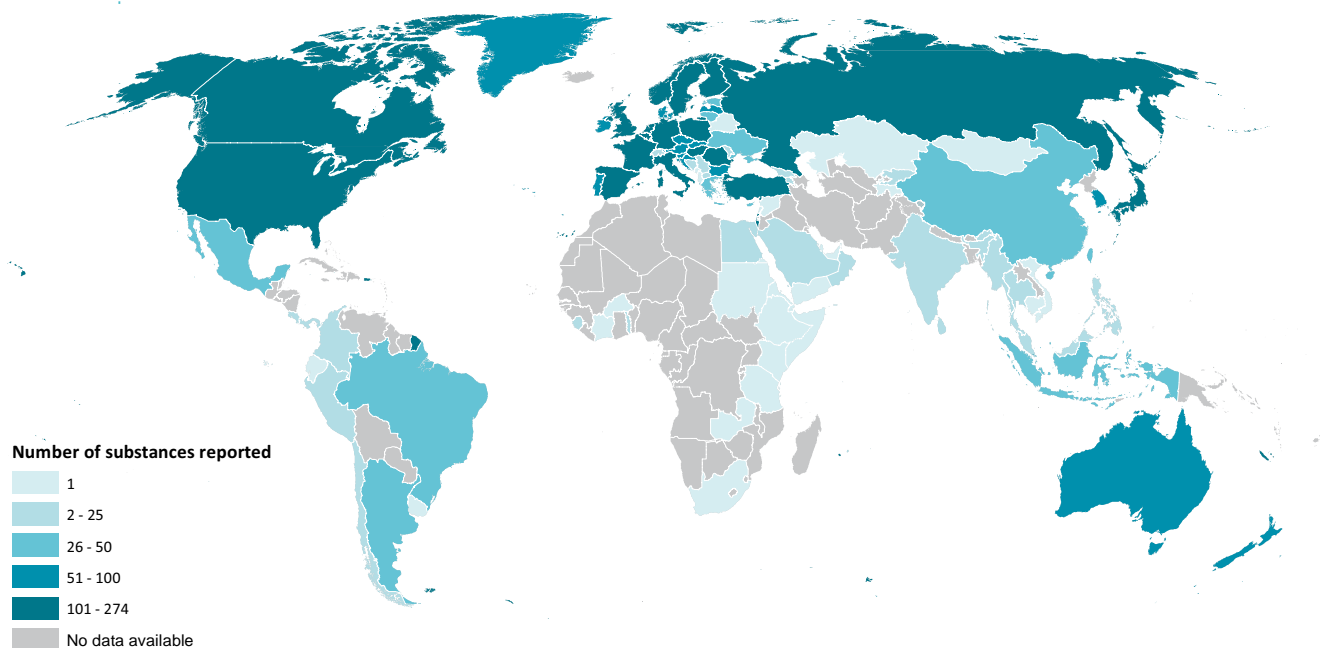 Number of substances reported
1
2 - 25
26 - 50
51 - 100
101 - 274
No data available